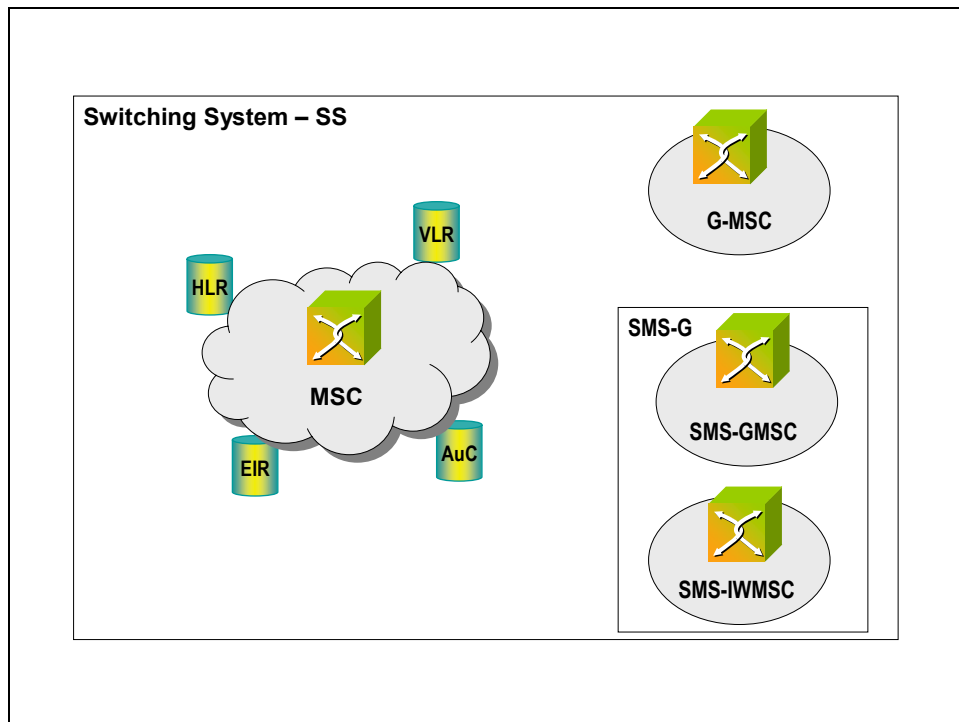 Switching System – SS
G-MSC
VLR
HLR
MSC
EIR
AuC
SMS-G
SMS-GMSC
SMS-IWMSC